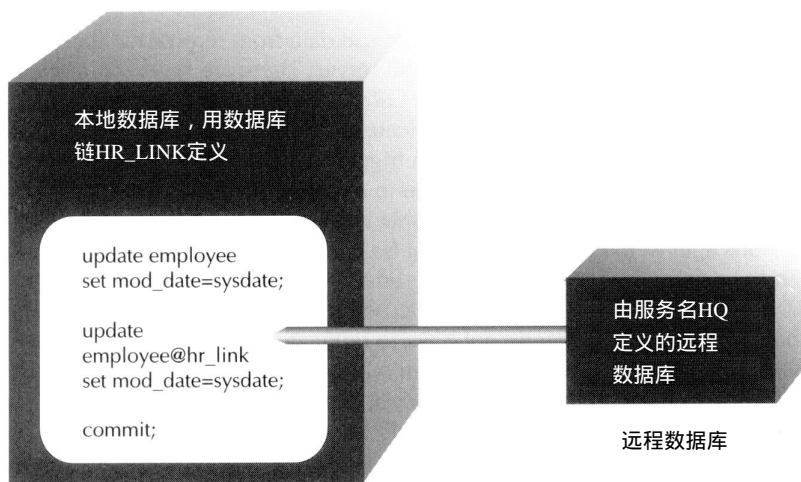 本地数据库，用数据库
链HR_LINK定义
update employee
set mod_date=sysdate;
update
employee@hr_link
set mod_date=sysdate;
commit;
由服务名HQ
定义的远程
数据库
远程数据库